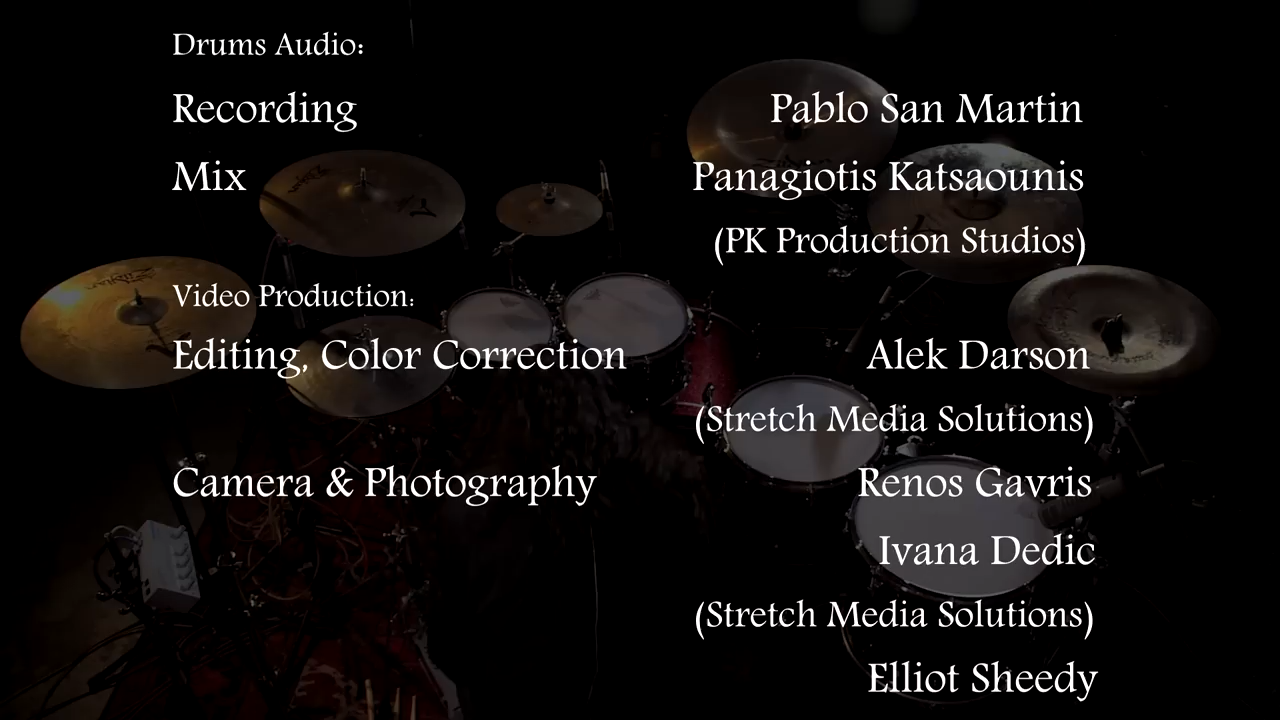 Drums Audio:
Recording Pablo San Martin
Mix Panagiotis Katsaounis
(PK Production Studios)
Video Production:
Editing, Color Correction Alek Darson
(Stretch Media Solutions)
Camera & Photography Renos Gavris
Ivana Dedic
(Stretch Media Solutions)
Elliot Sheedy
Zildjian